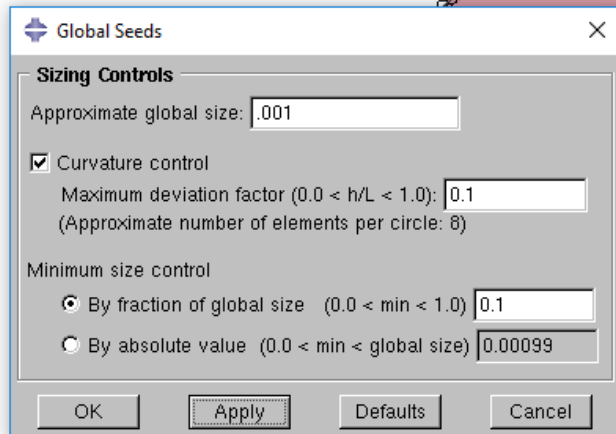 Global Seeds
Sizing Controls
Approximate global size: .001
Curvature control
Maximum deviation factor (0.0 < h/L < 1.0): 0.1
(Approximate number of elements per circle: 8)
Minimum size control
By fraction of global size (0.0 < min < 1.0) 0.1
By absolute value (0.0 < min < global size) 0.00099
OK Apply Defaults Cancel